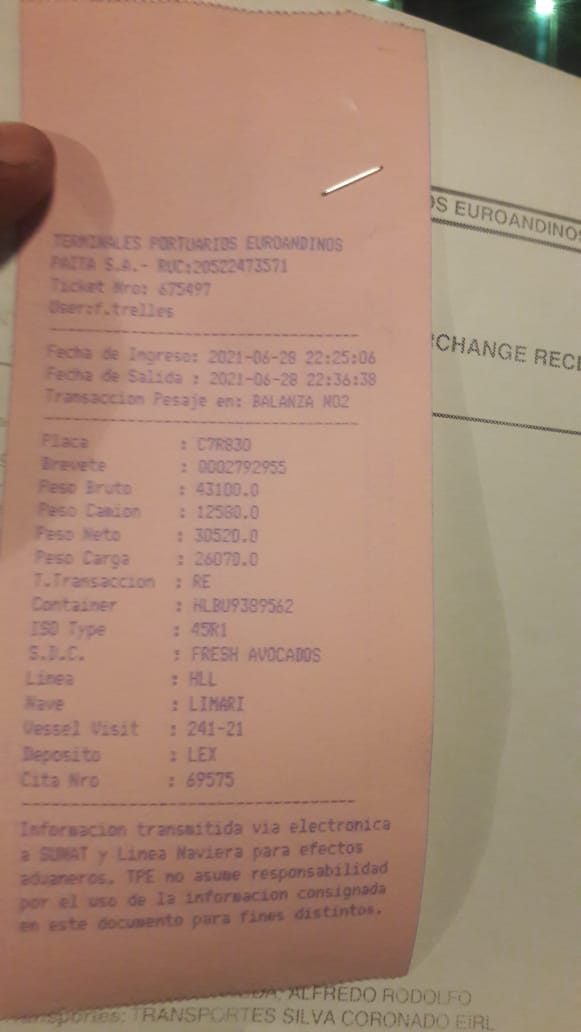 TERMINALES PORTUARIOS EUROANDINOS
PAITA S.A.- RUC:20522473571
Ticket Nro: 675497
User:f.trelles
Fecha de Ingreso: 2021-06-28 22:25:06
Fecha de Salida : 2021-06-28 22:36:38
Transaccion Pesaje en: BALANZA NO2
Placa : C7R830
Brevete : Q002792955
Peso Bruto : 43100.0
Peso Camion : 12580.0
Peso Neto : 30520.0
Peso Carga : 26070.0
T.Transaccion : RE
Container : HLBU9389562
ISO Type : 45R1
S.D.C. : FRESH AVOCADOS
Linea : HLL
Nave : LIMARI
Vessel Visit : 241-21
Deposito : LEX
Cita Nro : 69575
Informacion transmitida via electronica
a SUNAT y Linea Naviera para efectos
aduaneros. TPE no asume responsabilidad
por el uso de la informacion consignada
en este documento para fines distintos.
OS EUROANDINOS
CHANGE RECE
ALFREDO RODOLFO
sportes: TRANSPORTES SILVA CORONADO EIRL